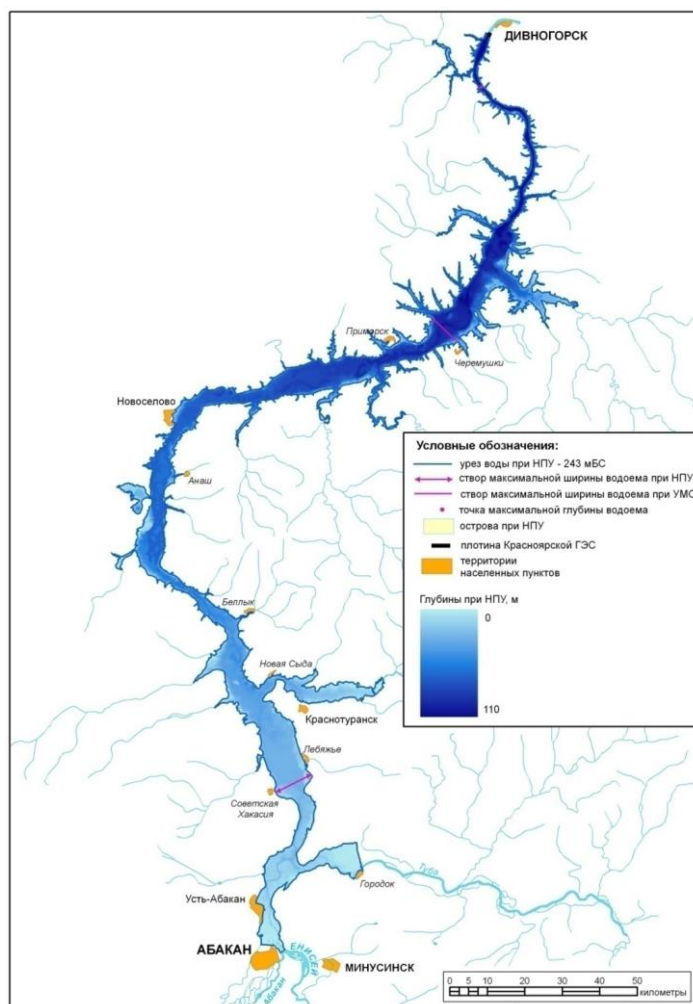 ДИВНОГОРСК
Приморск
Черемушки
Новоселово
Анаш
Беллык
Новая Сыда
Краснотуранск
Лебяжье
Советская
Хакасия
Туба
Городок
Усть-Абакан
АБАКАН
ЕНИСЕЙ
Абакан
МИНУСИНСК
Условные обозначения:
урез воды при НПУ - 243 мБС
створ максимальной ширины водоема при НПУ
створ максимальной ширины водоема при УМО
точка максимальной глубины водоема
острова при НПУ
плотина Красноярской ГЭС
территории
населенных пунктов
Глубины при НПУ, м
0
110
0 5 10 20 30 40 50
километры